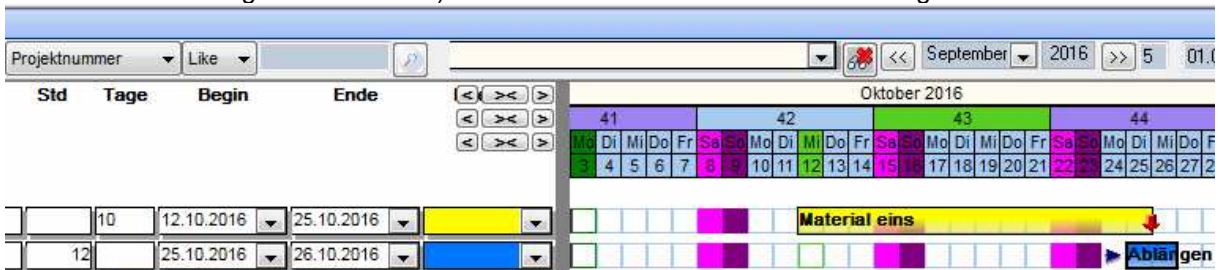 Projektnummer Like << September 2016 >> 5 01.0
Std Tage Begin Ende < >< > Oktober 2016
< >< > 41 42 43 44
< >< > Mo Di Mi Do Fr Sa So Mo Di Mi Do Fr Sa So Mo Di Mi Do Fr Sa So Mo Di Mi Do F
3 4 5 6 7 8 9 10 11 12 13 14 15 16 17 18 19 20 21 22 23 24 25 26 27 2
10 12.10.2016 25.10.2016 Material eins
12 25.10.2016 26.10.2016 Ablängen